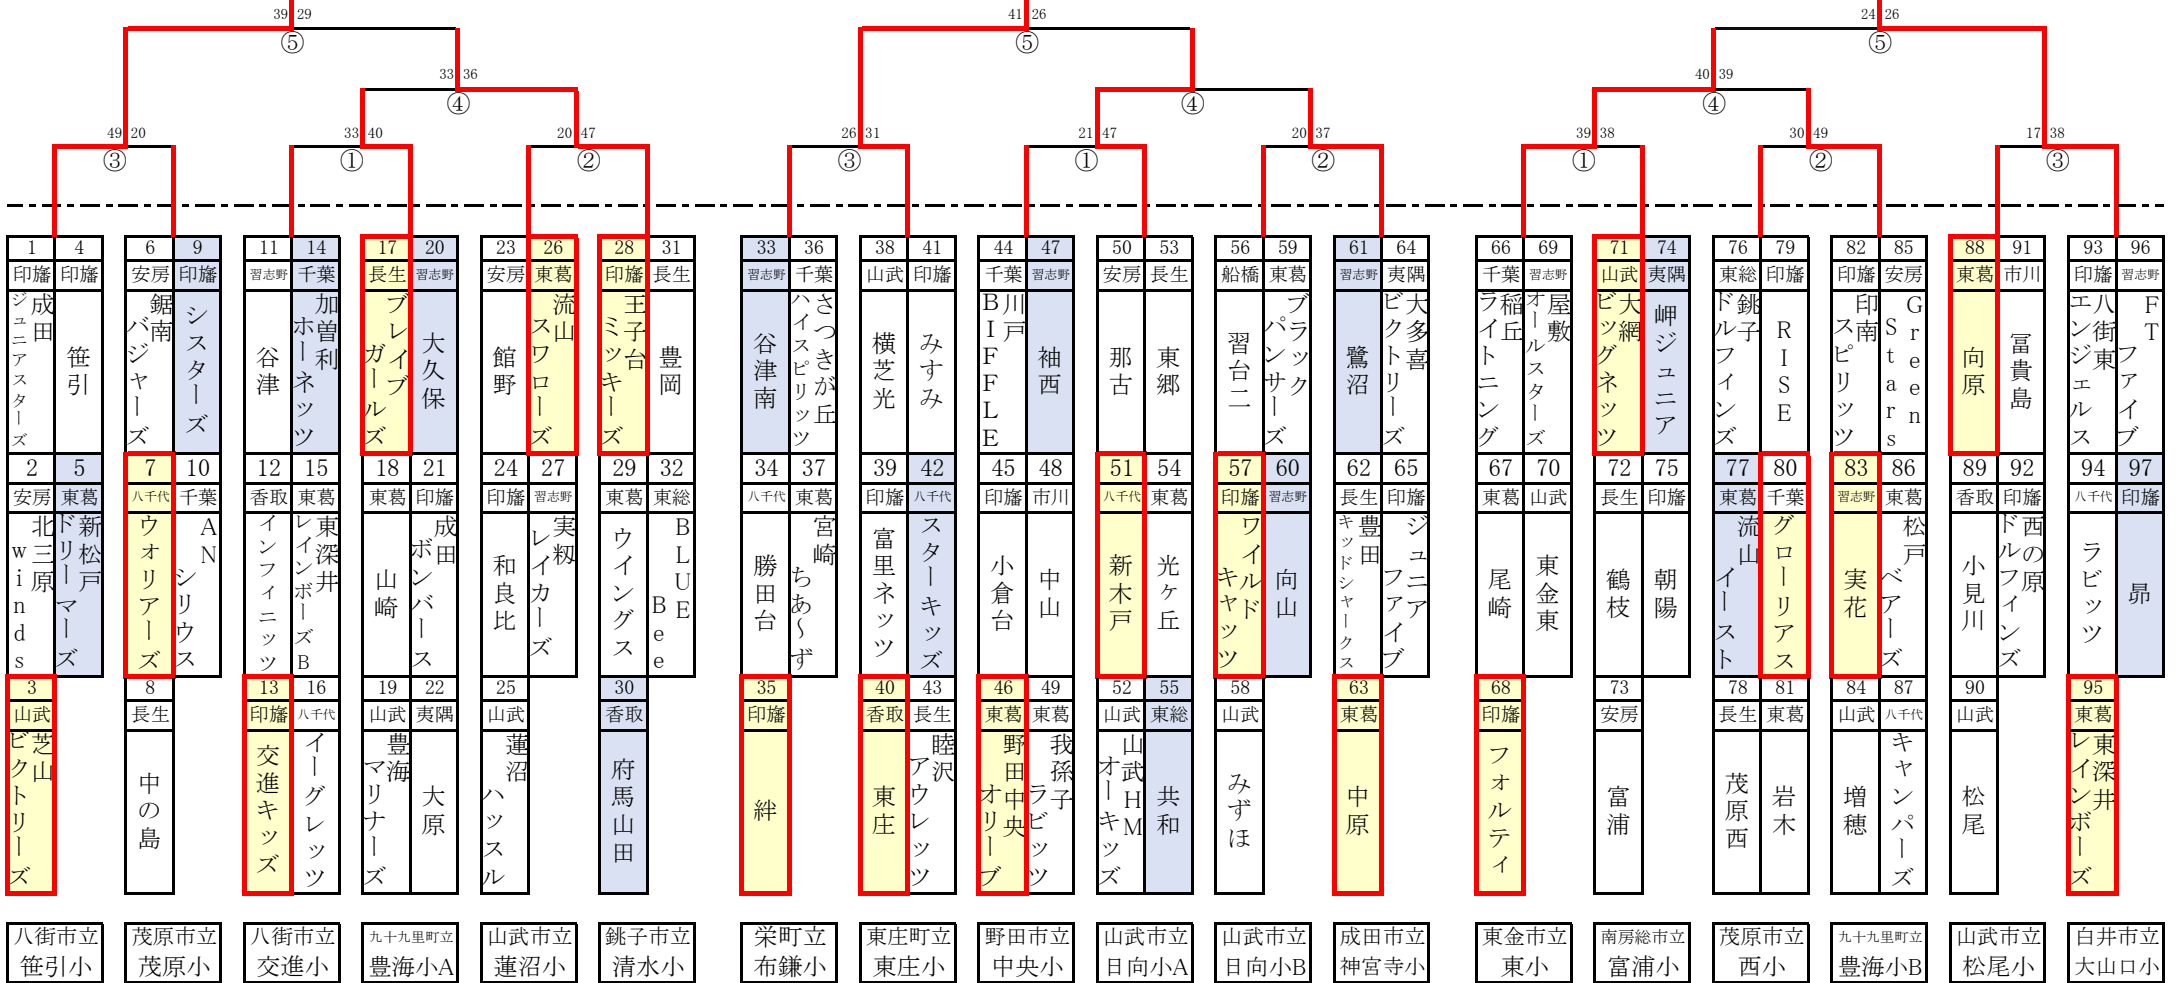 39 29
41 26
24 26
⑤
⑤
⑤
33 36
40 39
④
④
④
49 20
33 40
20 47
26 31
21 47
20 37
39 38
30 49
17 38
③
①
②
③
①
②
①
②
③
1 4 6 9 11 14 17 20 23 26 28 31 33 36 38 41 44 47 50 53 56 59 61 64 66 69 71 74 76 79 82 85 88 91 93 96
印旛 印旛 安房 印旛 習志野 千葉 長生 習志野 安房 東葛 印旛 長生 習志野 千葉 山武 印旛 千葉 習志野 安房 長生 船橋 東葛 習志野 夷隅 千葉 習志野 山武 夷隅 東総 印旛 印旛 安房 東葛 市川 印旛 習志野
成田ジュニアスターズ
笹引
鋸南バジャーズ
シスターズ
谷津
加曽利ホーネッツ
ブレイブガールズ
大久保
館野
流山スワローズ
王子台ミッキーズ
豊岡
谷津南
さつきが丘ハイスピリッツ
横芝光
みすみ
川戸BIFFLE
袖西
那古
東郷
習台二
ブラックパンサーズ
鷺沼
大多喜ビクトリーズ
稲丘ライトニング
屋敷オールスターズ
大網ビッグネッツ
岬ジュニア
銚子ドルフィンズ
RISE
印南スピリッツ
Green Stars
向原
冨貴島
八街東エンジェルス
FTファイブ
2 5 7 10 12 15 18 21 24 27 29 32 34 37 39 42 45 48 51 54 57 60 62 65 67 70 72 75 77 80 83 86 89 92 94 97
安房 東葛 八千代 千葉 香取 東葛 東葛 印旛 印旛 習志野 東葛 東総 八千代 東葛 印旛 八千代 印旛 市川 八千代 東葛 印旛 習志野 長生 印旛 東葛 山武 長生 印旛 東葛 千葉 習志野 東葛 香取 印旛 八千代 印旛
北三原winds
新松戸ドリーマーズ
ウォリアーズ
ANシリウス
インフィニッツ
東深井レインボーズB
山崎
成田ボンバース
和良比
実籾レイカーズ
ウイングス
BLUE Bee
勝田台
宮崎ちあ～ず
富里ネッツ
スターキッズ
小倉台
中山
新木戸
光ケ丘
ワイルドキャッツ
向山
豊田キッドシャークス
ジュニアファイブ
尾崎
東金東
鶴枝
朝陽
流山イースト
グローリアス
実花
松戸ベアーズ
小見川
西の原ドルフィンズ
ラビッツ
昴
3 8 13 16 19 22 25 30 35 40 43 46 49 52 55 58 63 68 73 78 81 84 87 90 95
山武 長生 印旛 八千代 山武 夷隅 山武 香取 印旛 香取 長生 東葛 東葛 山武 東総 山武 東葛 印旛 安房 長生 東葛 山武 八千代 山武 東葛
芝山ビクトリーズ
中の島
交進キッズ
イーグレッツ
豊海マリナーズ
大原
蓮沼ハッスル
府馬山田
絆
東庄
睦沢アウレッツ
野田中央オリーブ
我孫子ラビッツ
山武HMオーキッズ
共和
みずほ
中原
フォルティ
富浦
茂原西
岩木
増穂
キャンパーズ
松尾
東深井レインボーズ
八街市立 茂原市立 八街市立 九十九里町立 山武市立 銚子市立 栄町立 東庄町立 野田市立 山武市立 山武市立 成田市立 東金市立 南房総市立 茂原市立 九十九里町立 山武市立 白井市立
笹引小 茂原小 交進小 豊海小A 蓮沼小 清水小 布鎌小 東庄小 中央小 日向小A 日向小B 神宮寺小 東小 富浦小 西小 豊海小B 松尾小 大山口小